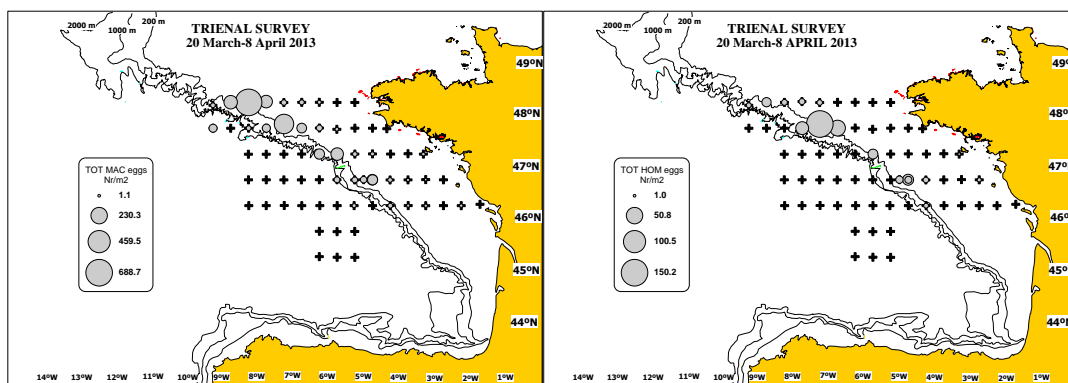 2000 m
200 m
1000 m
TRIENAL SURVEY
20 March-8 April 2013
49ºN
48ºN
47ºN
46ºN
45ºN
44ºN
TOT MAC eggs
Nr/m2
1.1
230.3
459.5
688.7
14ºW 13ºW 12ºW 11ºW 10ºW 9ºW 8ºW 7ºW 6ºW 5ºW 4ºW 3ºW 2ºW 1ºW
2000 m
200 m
1000 m
TRIENAL SURVEY
20 March-8 APRIL 2013
49ºN
48ºN
47ºN
46ºN
45ºN
44ºN
TOT HOM eggs
Nr/m2
1.0
50.8
100.5
150.2
14ºW 13ºW 12ºW 11ºW 10ºW 9ºW 8ºW 7ºW 6ºW 5ºW 4ºW 3ºW 2ºW 1ºW